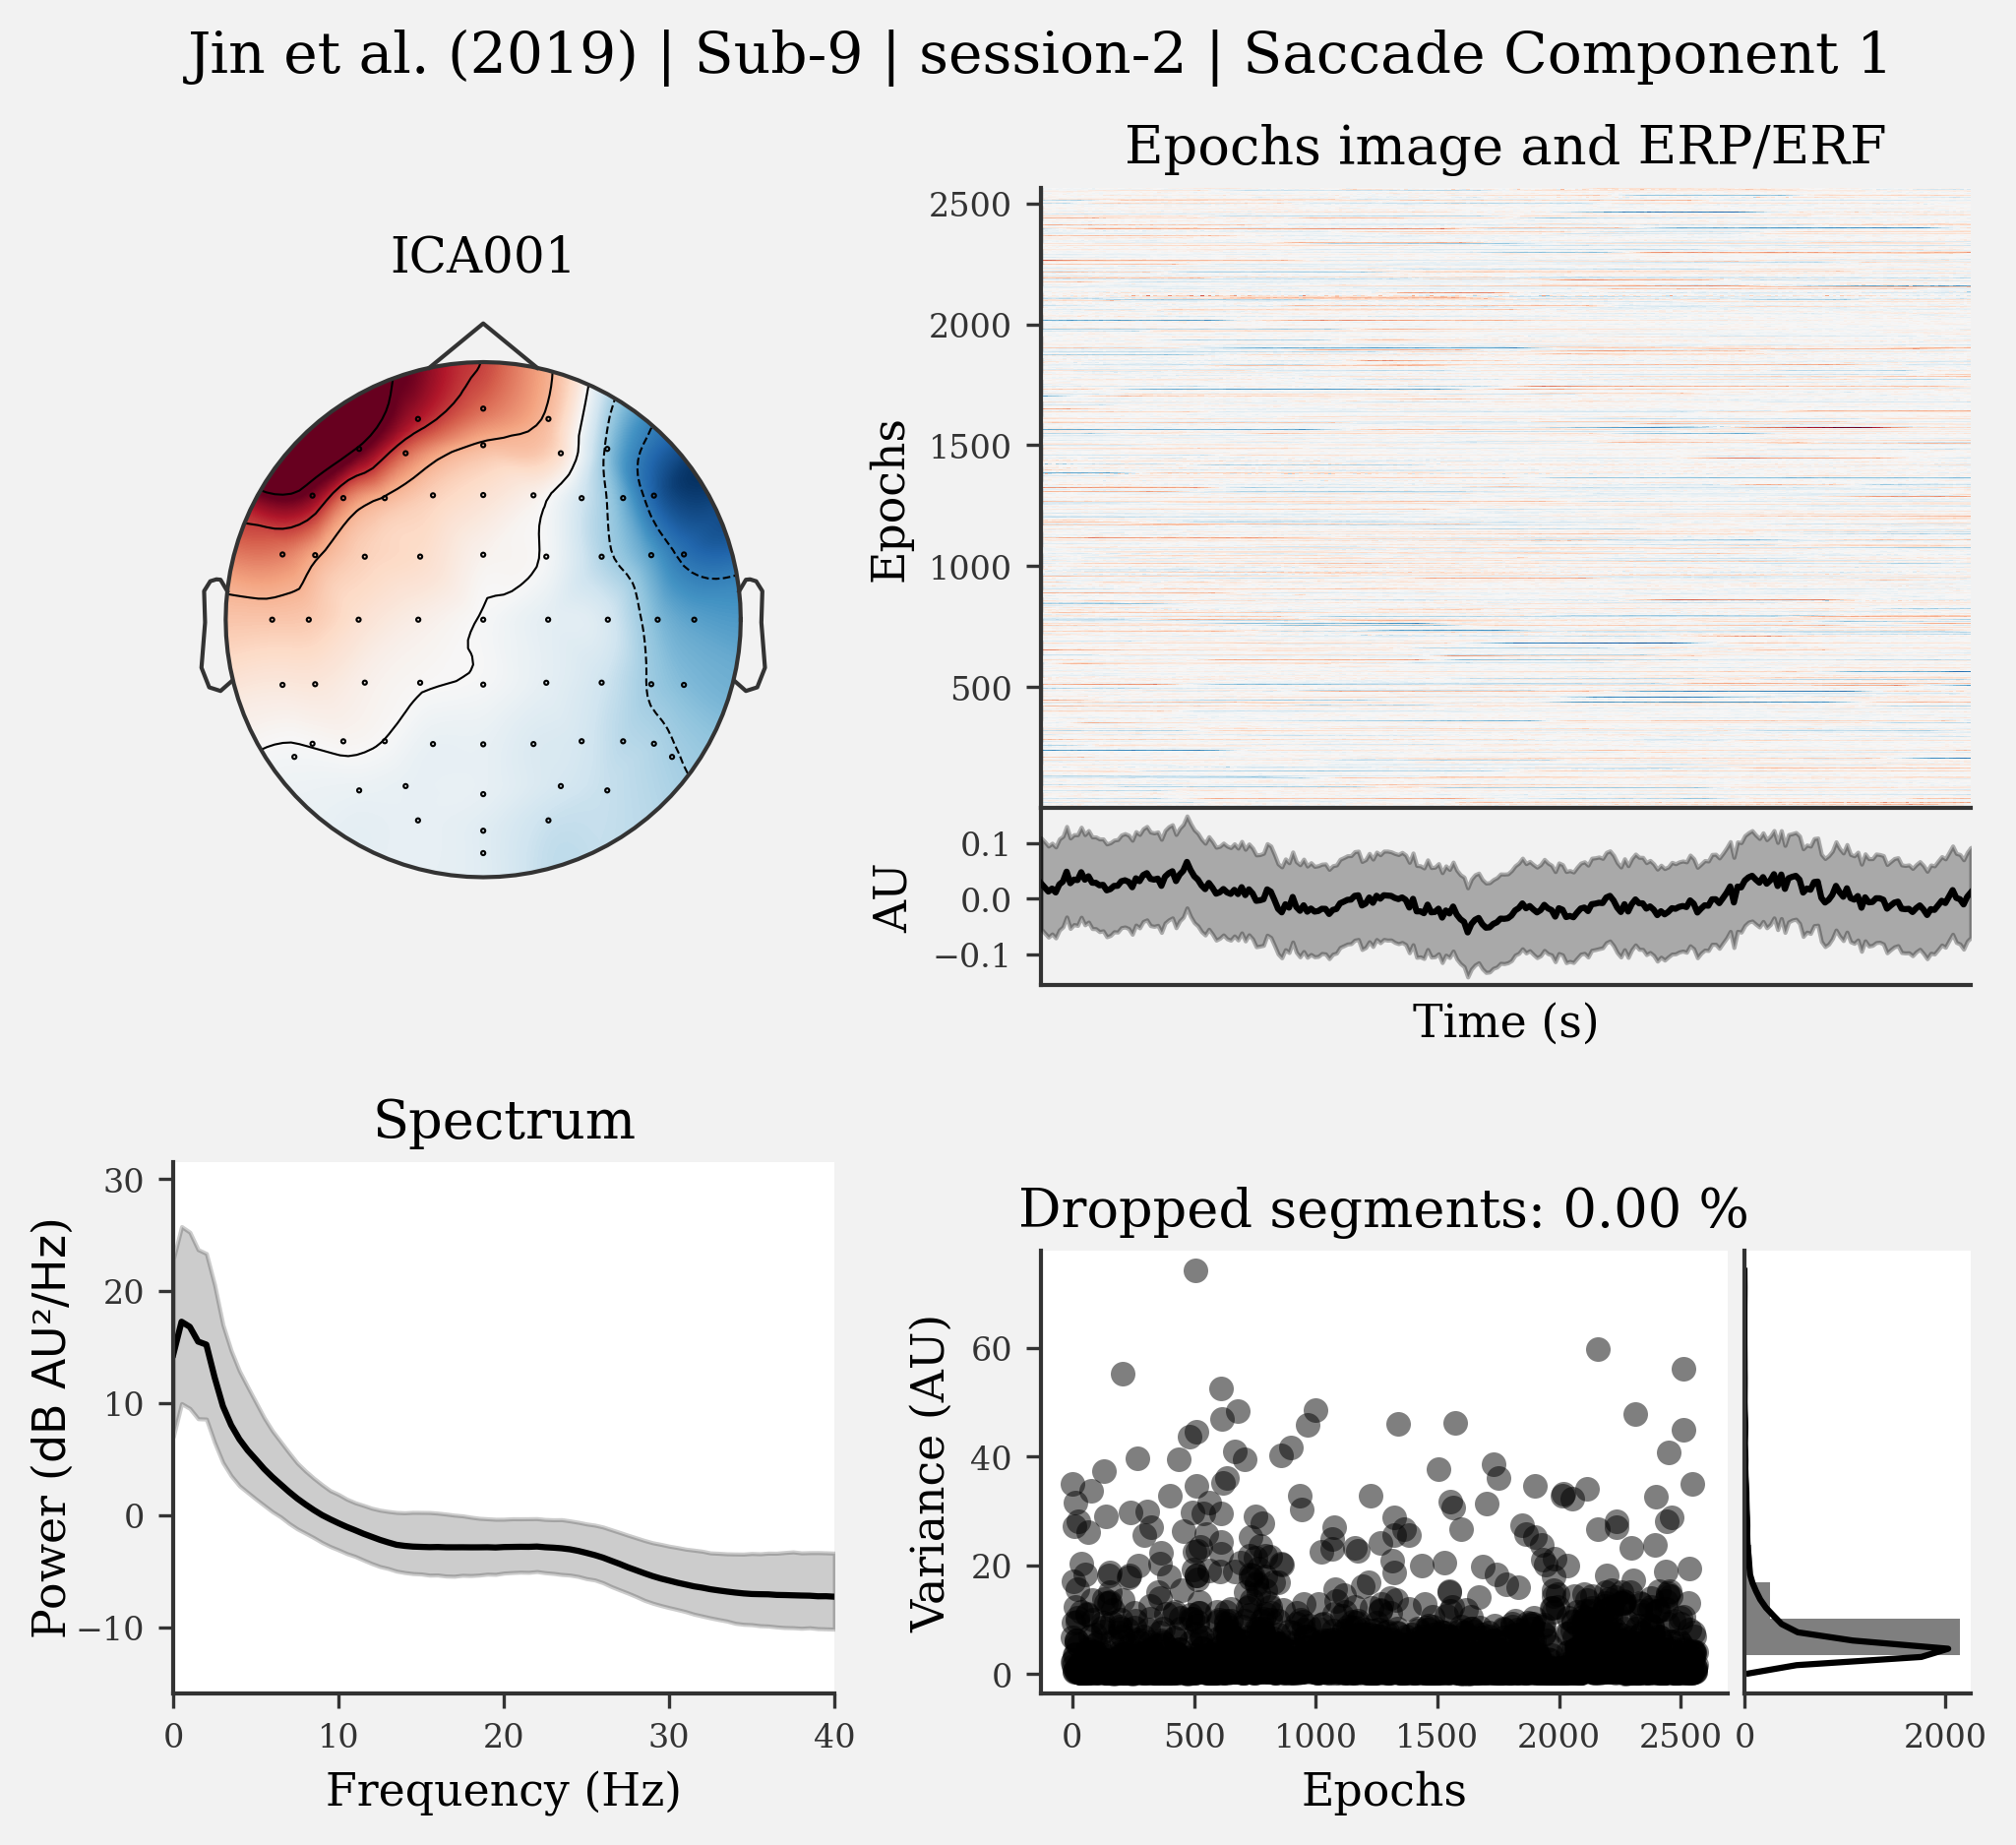 Jin et al. (2019) | Sub-9 | session-2 | Saccade Component 1
ICA001
Epochs image and ERP/ERF
Epochs
2500
2000
1500
1000
500
AU
0.1
0.0
−0.1
Time (s)
Spectrum
Power (dB AU²/Hz)
30
20
10
0
−10
0 10 20 30 40
Frequency (Hz)
Dropped segments: 0.00 %
Variance (AU)
60
40
20
0
0 500 1000 1500 2000 2500 0 2000
Epochs